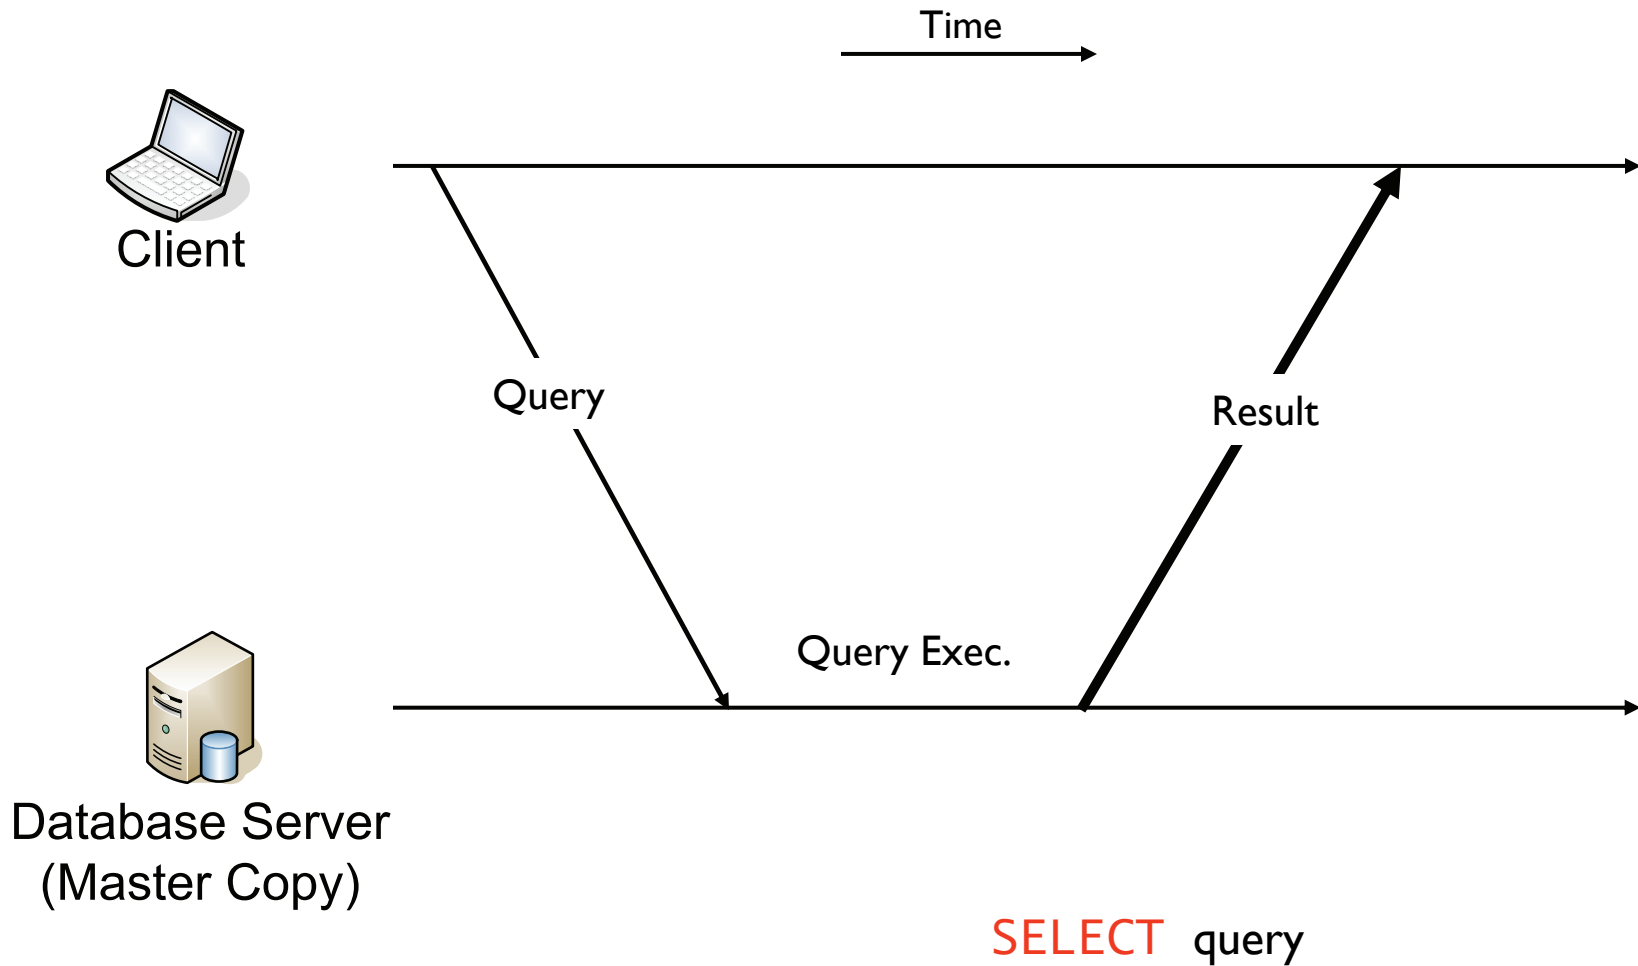 Time
Client
Query
Result
Query Exec.
Database Server
(Master Copy)
SELECT query